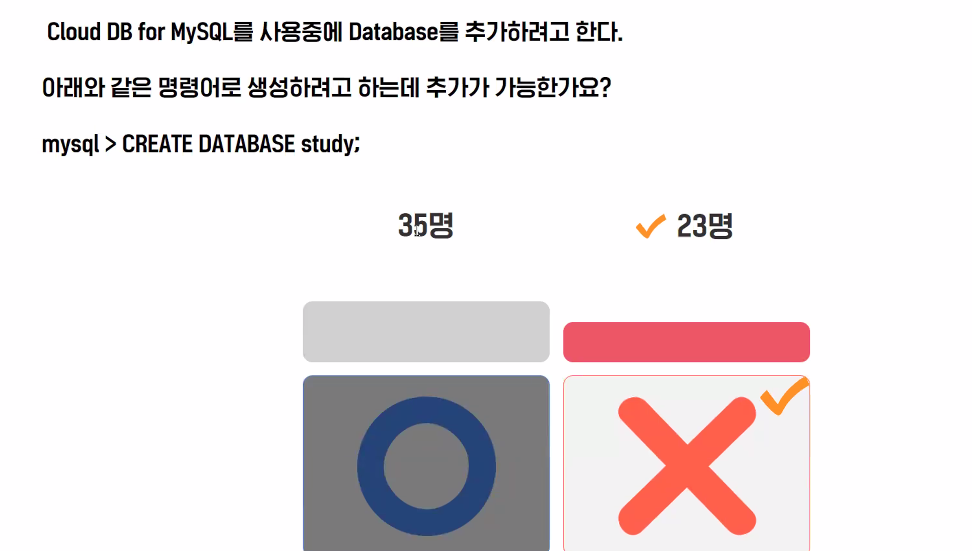 Cloud DB for MySQL를 사용중에 Database를 추가하려고 한다.
아래와 같은 명령어로 생성하려고 하는데 추가가 가능한가요?
mysql > CREATE DATABASE study;
35명
23명